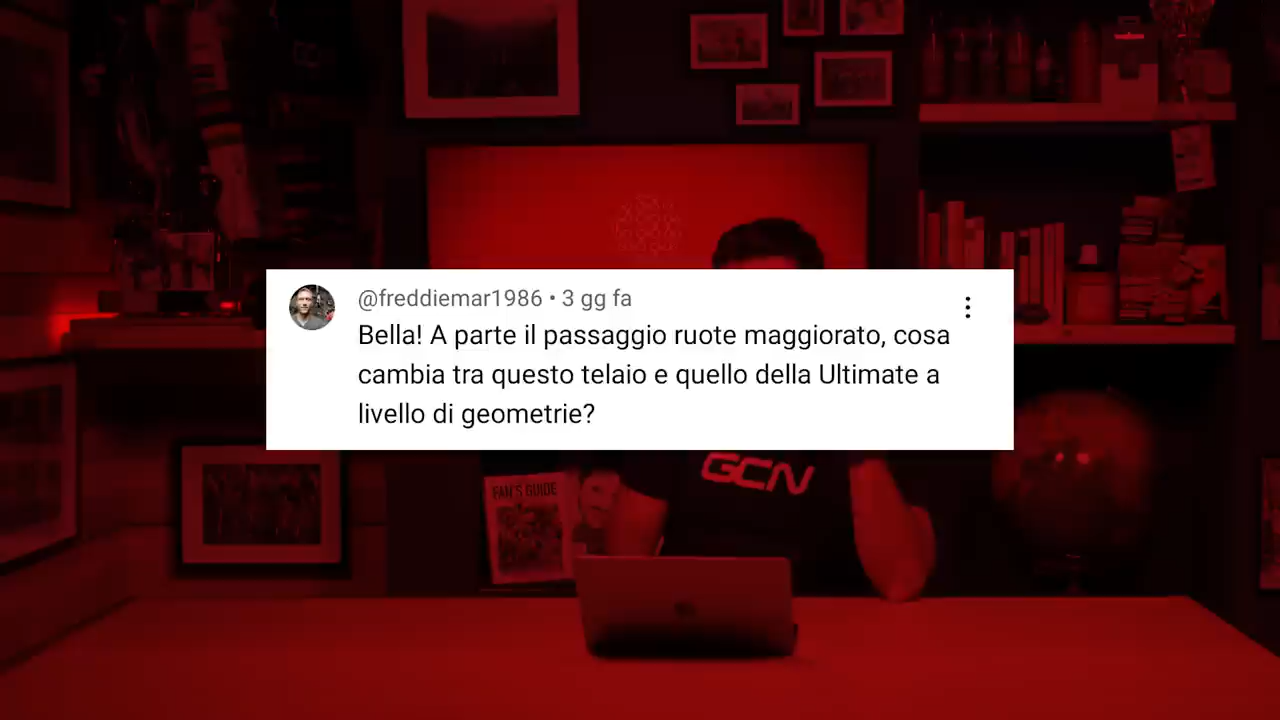 @freddiemar1986 • 3 gg fa
Bella! A parte il passaggio ruote maggiorato, cosa
cambia tra questo telaio e quello della Ultimate a
livello di geometrie?
GCN
FAN'S GUIDE